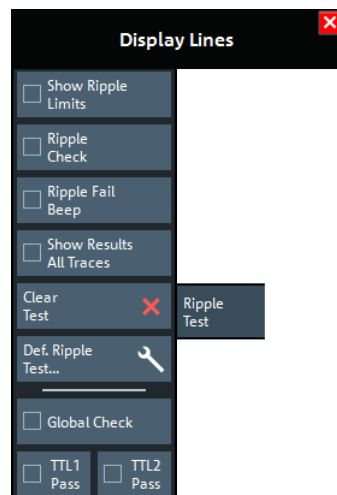 Display Lines
Show Ripple
Limits
Ripple
Check
Ripple Fail
Beep
Show Results
All Traces
Clear
Test
Ripple
Test
Def. Ripple
Test...
Global Check
TTL1
Pass
TTL2
Pass